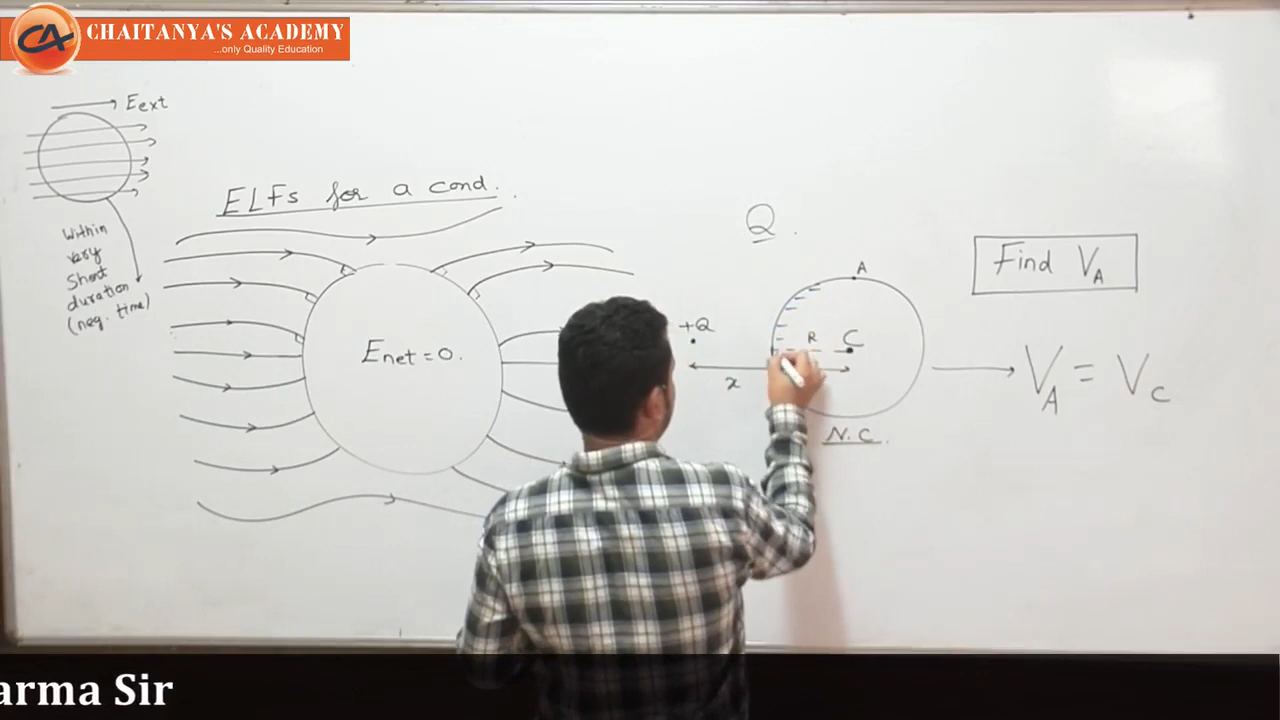 CA CHAITANYA'S ACADEMY
...only Quality Education
Eext
Within
very
Short
duration
(neg. time)
ELFs for a cond.
Enet = 0.
Q.
Find VA
A
+Q
R
C
x
VA = VC
N.C.
arma Sir